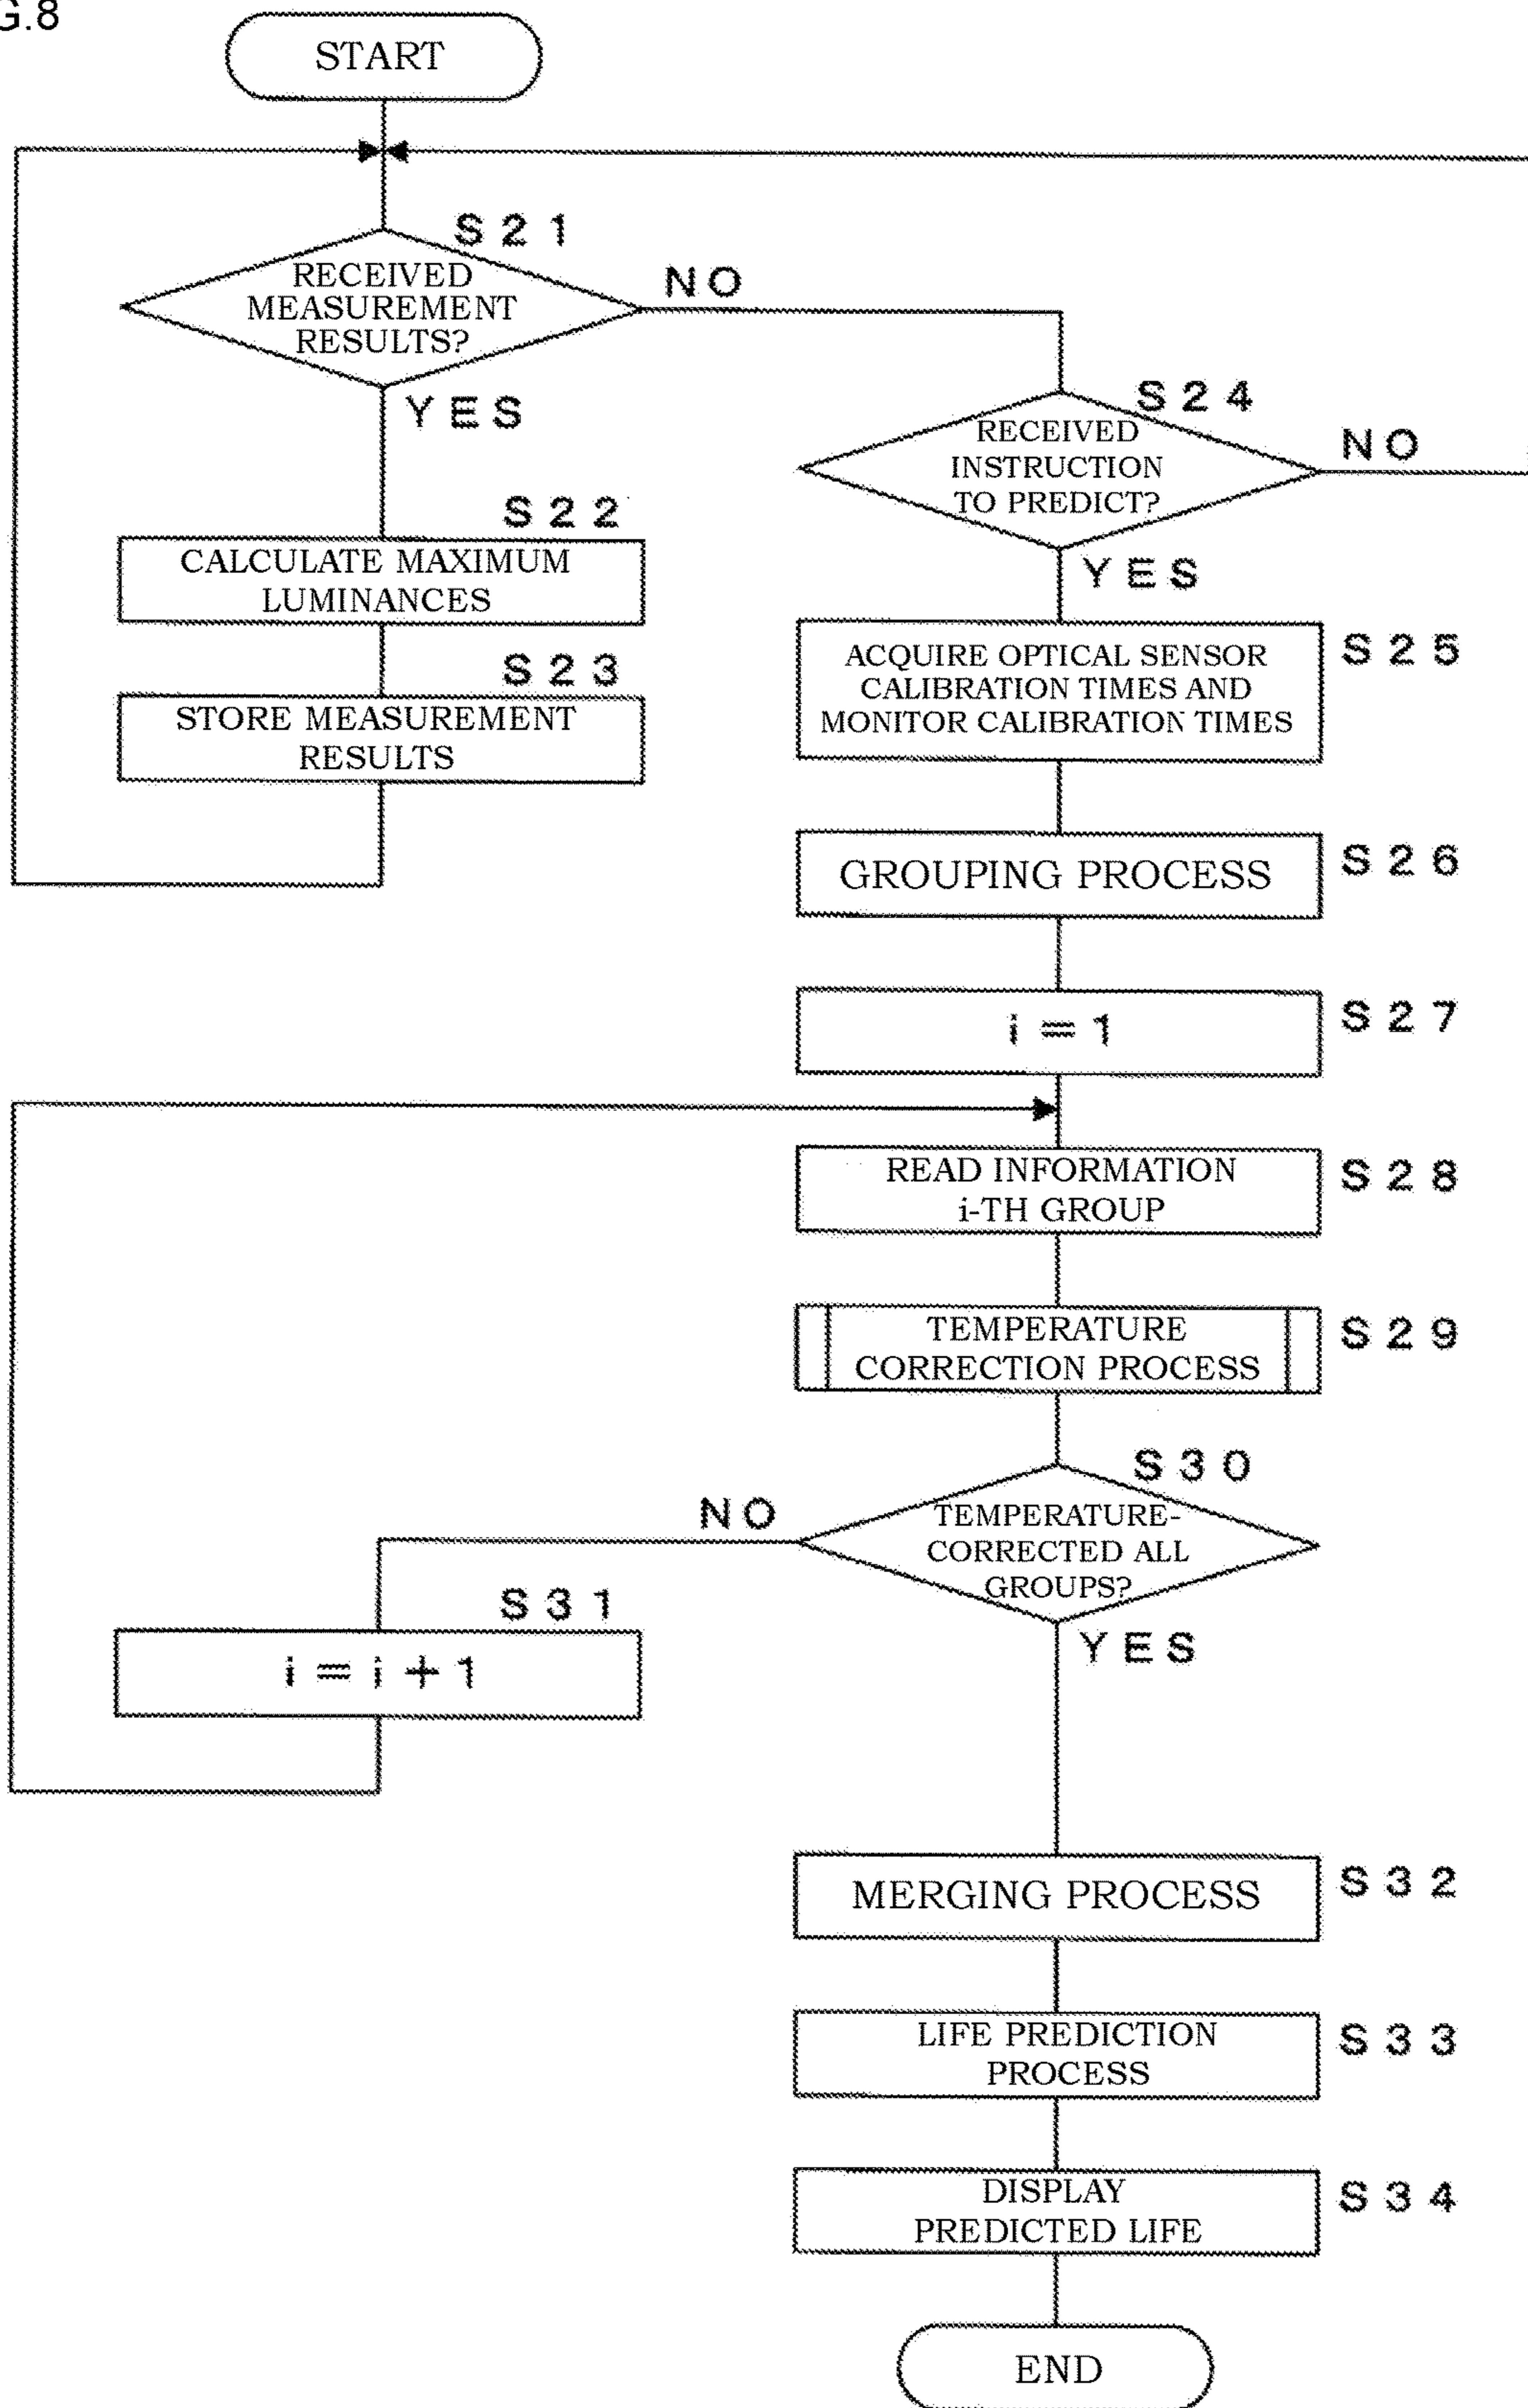 G.8
START
S21
RECEIVED
MEASUREMENT
RESULTS?
NO
YES
S22
CALCULATE MAXIMUM
LUMINANCES
S23
STORE MEASUREMENT
RESULTS
S24
RECEIVED
INSTRUCTION
TO PREDICT?
NO
YES
S25
ACQUIRE OPTICAL SENSOR
CALIBRATION TIMES AND
MONITOR CALIBRATION TIMES
S26
GROUPING PROCESS
S27
i = 1
S28
READ INFORMATION
i-TH GROUP
S29
TEMPERATURE
CORRECTION PROCESS
S30
TEMPERATURE-
CORRECTED ALL
GROUPS?
NO
S31
i = i + 1
YES
S32
MERGING PROCESS
S33
LIFE PREDICTION
PROCESS
S34
DISPLAY
PREDICTED LIFE
END